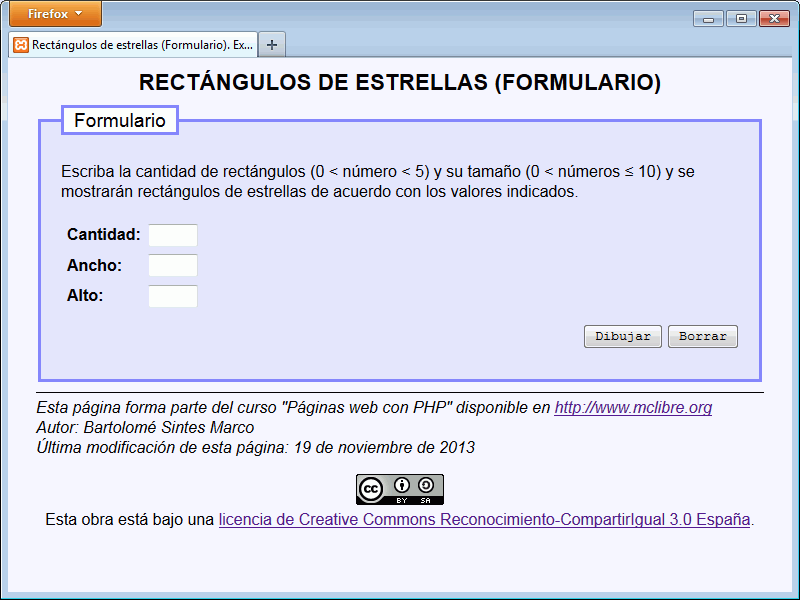 Firefox
Rectángulos de estrellas (Formulario). Ex...
RECTÁNGULOS DE ESTRELLAS (FORMULARIO)
Formulario
Escriba la cantidad de rectángulos (0 < número < 5) y su tamaño (0 < números ≤ 10) y se
mostrarán rectángulos de estrellas de acuerdo con los valores indicados.
Cantidad:
Ancho:
Alto:
Dibujar Borrar
Esta página forma parte del curso "Páginas web con PHP" disponible en http://www.mclibre.org
Autor: Bartolomé Sintes Marco
Última modificación de esta página: 19 de noviembre de 2013
cc BY SA
Esta obra está bajo una licencia de Creative Commons Reconocimiento-CompartirIgual 3.0 España.